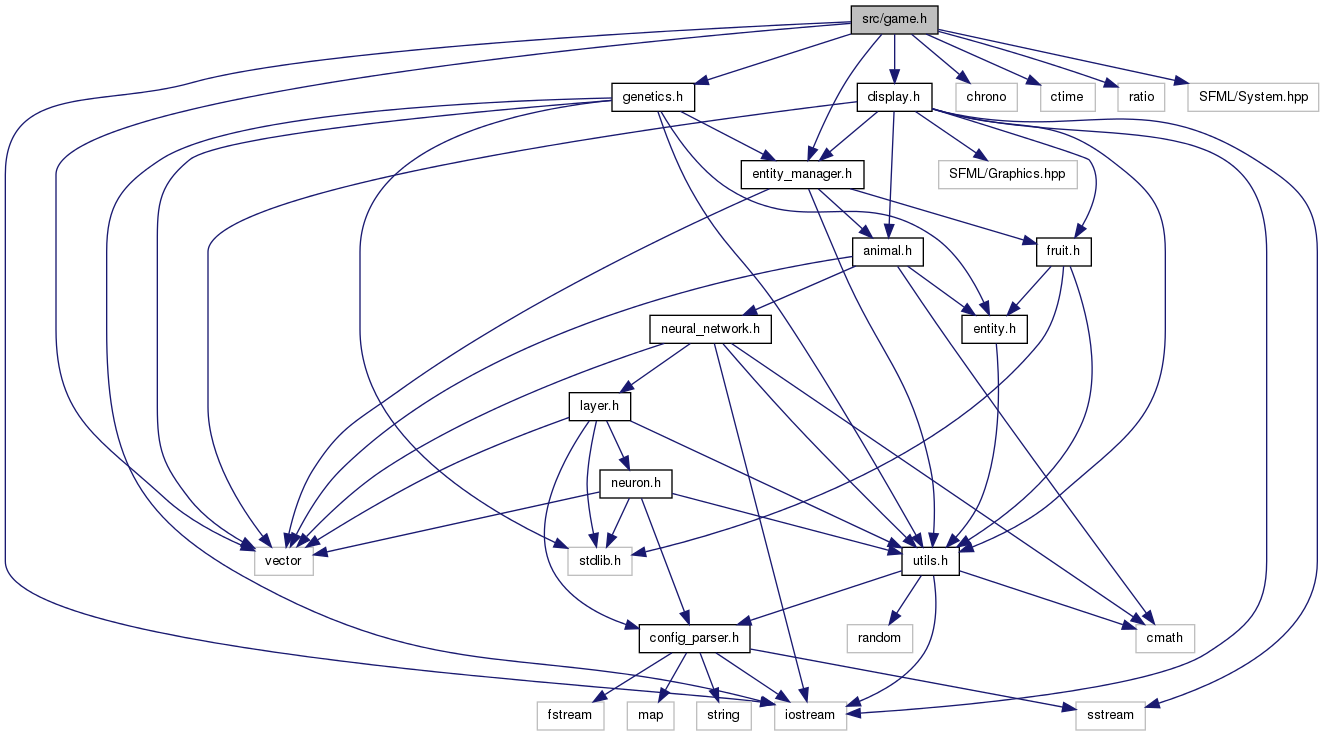 src/game.h
genetics.h
display.h
chrono
ctime
ratio
SFML/System.hpp
entity_manager.h
SFML/Graphics.hpp
animal.h
fruit.h
neural_network.h
entity.h
layer.h
neuron.h
vector
stdlib.h
utils.h
config_parser.h
random
cmath
fstream
map
string
iostream
sstream